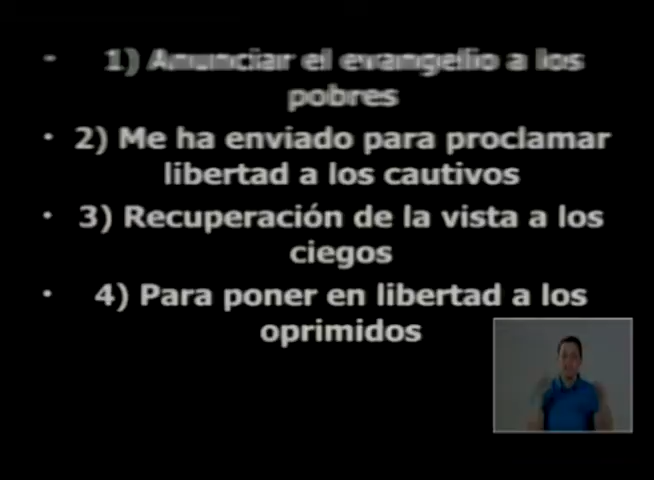 • 1) Anunciar el evangelio a los
pobres
• 2) Me ha enviado para proclamar
libertad a los cautivos
• 3) Recuperación de la vista a los
ciegos
• 4) Para poner en libertad a los
oprimidos